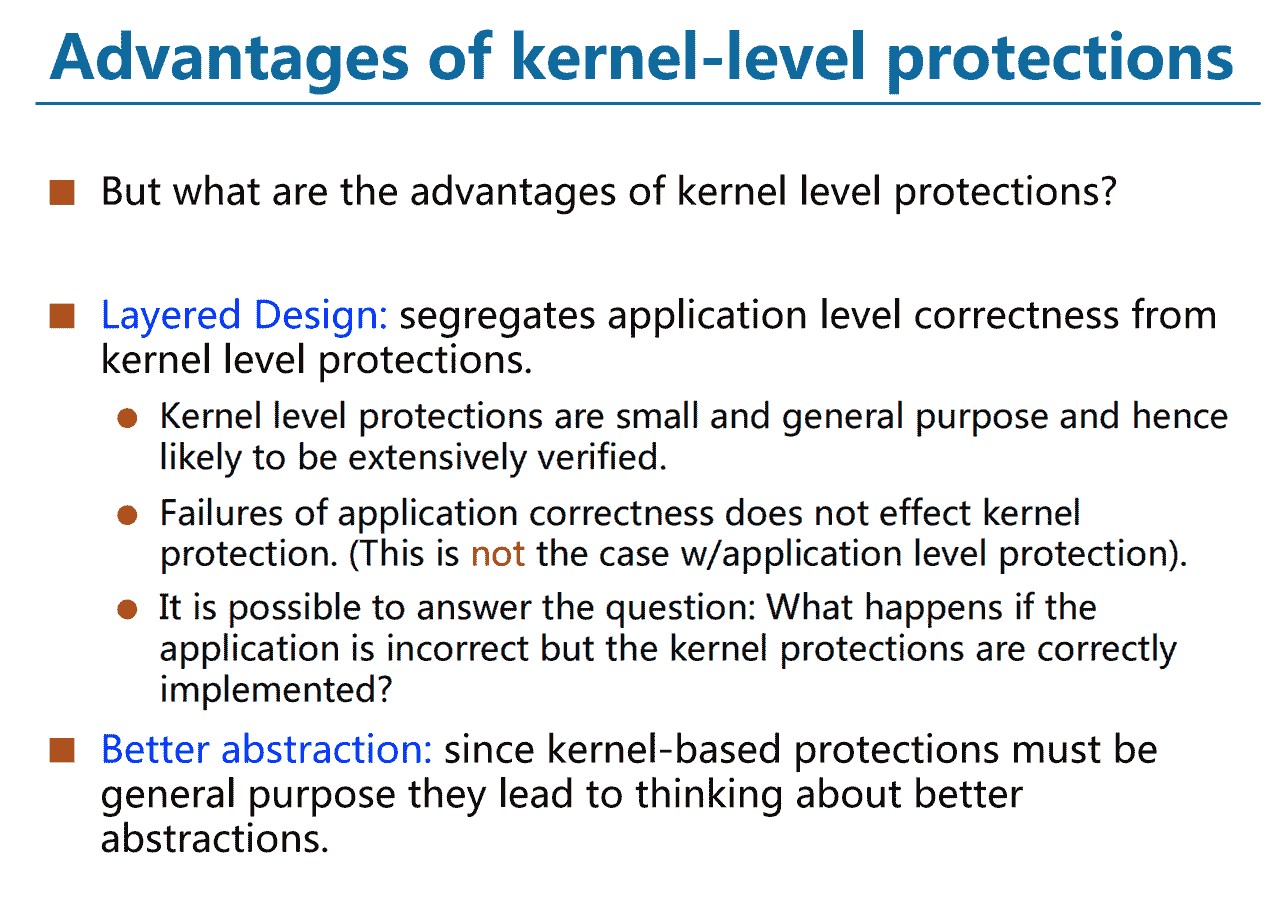 Advantages of kernel-level protections
But what are the advantages of kernel level protections?
Layered Design: segregates application level correctness from
kernel level protections.
Kernel level protections are small and general purpose and hence
likely to be extensively verified.
Failures of application correctness does not effect kernel
protection. (This is not the case w/application level protection).
It is possible to answer the question: What happens if the
application is incorrect but the kernel protections are correctly
implemented?
Better abstraction: since kernel-based protections must be
general purpose they lead to thinking about better
abstractions.